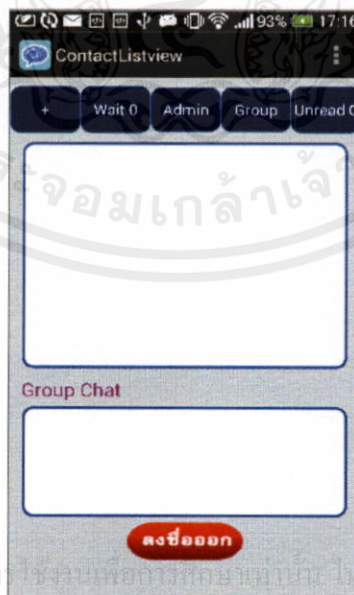 93% 17:16
ContactListview
+ Wait 0 Admin Group Unread
Group Chat
ลงชื่อออก